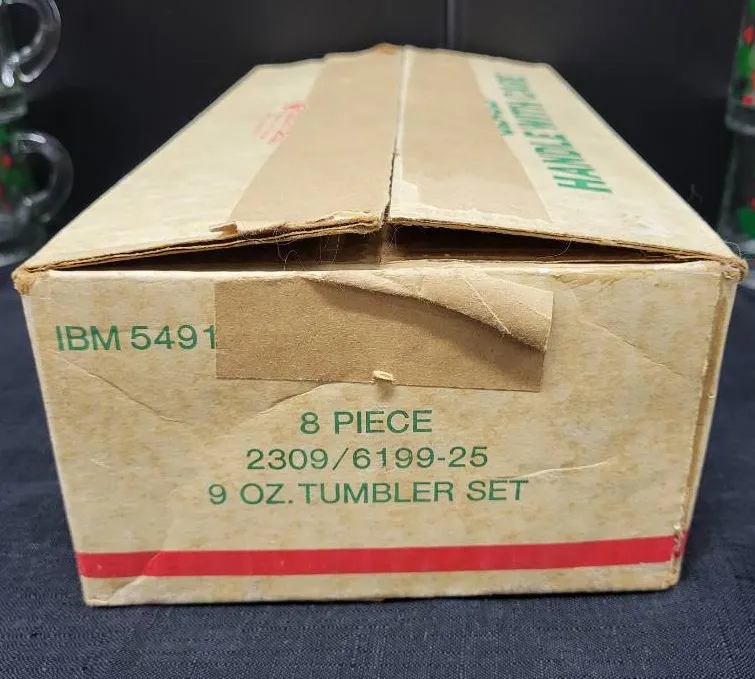 HANDLE WITH CARE
IBM 5491
8 PIECE
2309/6199-25
9 OZ. TUMBLER SET